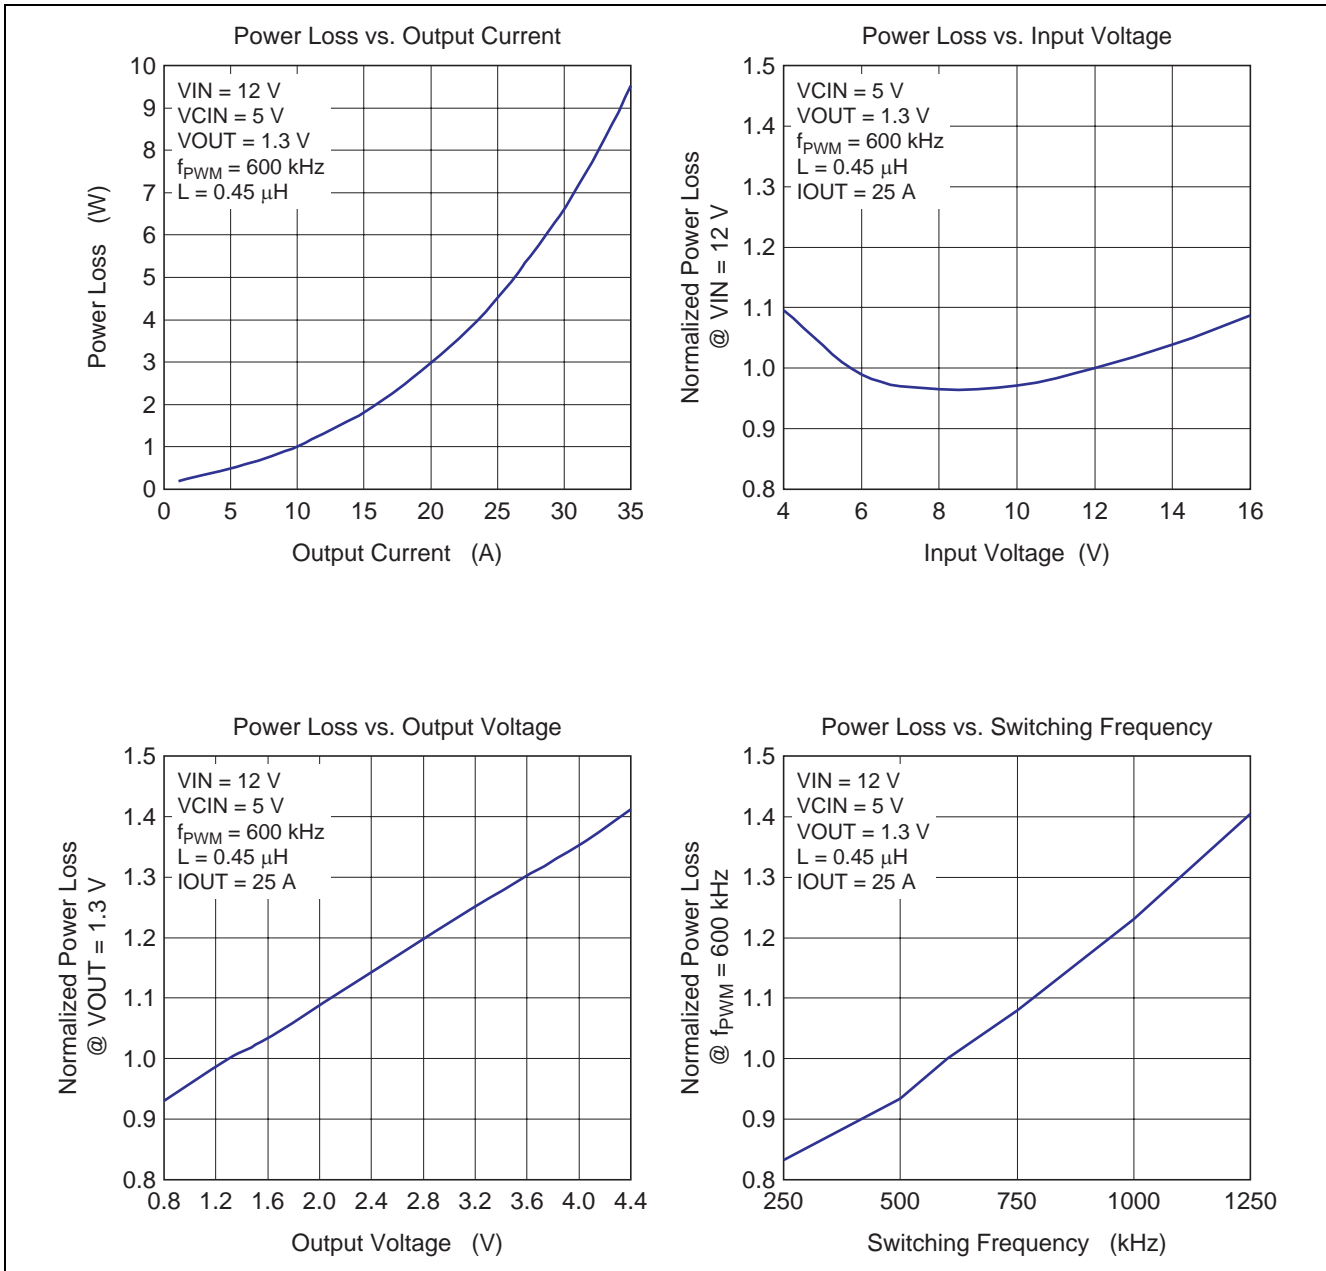 Power Loss vs. Output Current
10
9
8
7
6
5
4
3
2
1
0
Power Loss (W)
VIN = 12 V
VCIN = 5 V
VOUT = 1.3 V
fPWM = 600 kHz
L = 0.45 μH
0 5 10 15 20 25 30 35
Output Current (A)
Power Loss vs. Input Voltage
1.5
1.4
1.3
1.2
1.1
1.0
0.9
0.8
Normalized Power Loss
@ VIN = 12 V
VCIN = 5 V
VOUT = 1.3 V
fPWM = 600 kHz
L = 0.45 μH
IOUT = 25 A
4 6 8 10 12 14 16
Input Voltage (V)
Power Loss vs. Output Voltage
1.5
1.4
1.3
1.2
1.1
1.0
0.9
0.8
Normalized Power Loss
@ VOUT = 1.3 V
VIN = 12 V
VCIN = 5 V
fPWM = 600 kHz
L = 0.45 μH
IOUT = 25 A
0.8 1.2 1.6 2.0 2.4 2.8 3.2 3.6 4.0 4.4
Output Voltage (V)
Power Loss vs. Switching Frequency
1.5
1.4
1.3
1.2
1.1
1.0
0.9
0.8
Normalized Power Loss
@ fPWM = 600 kHz
VIN = 12 V
VCIN = 5 V
VOUT = 1.3 V
L = 0.45 μH
IOUT = 25 A
250 500 750 1000 1250
Switching Frequency (kHz)